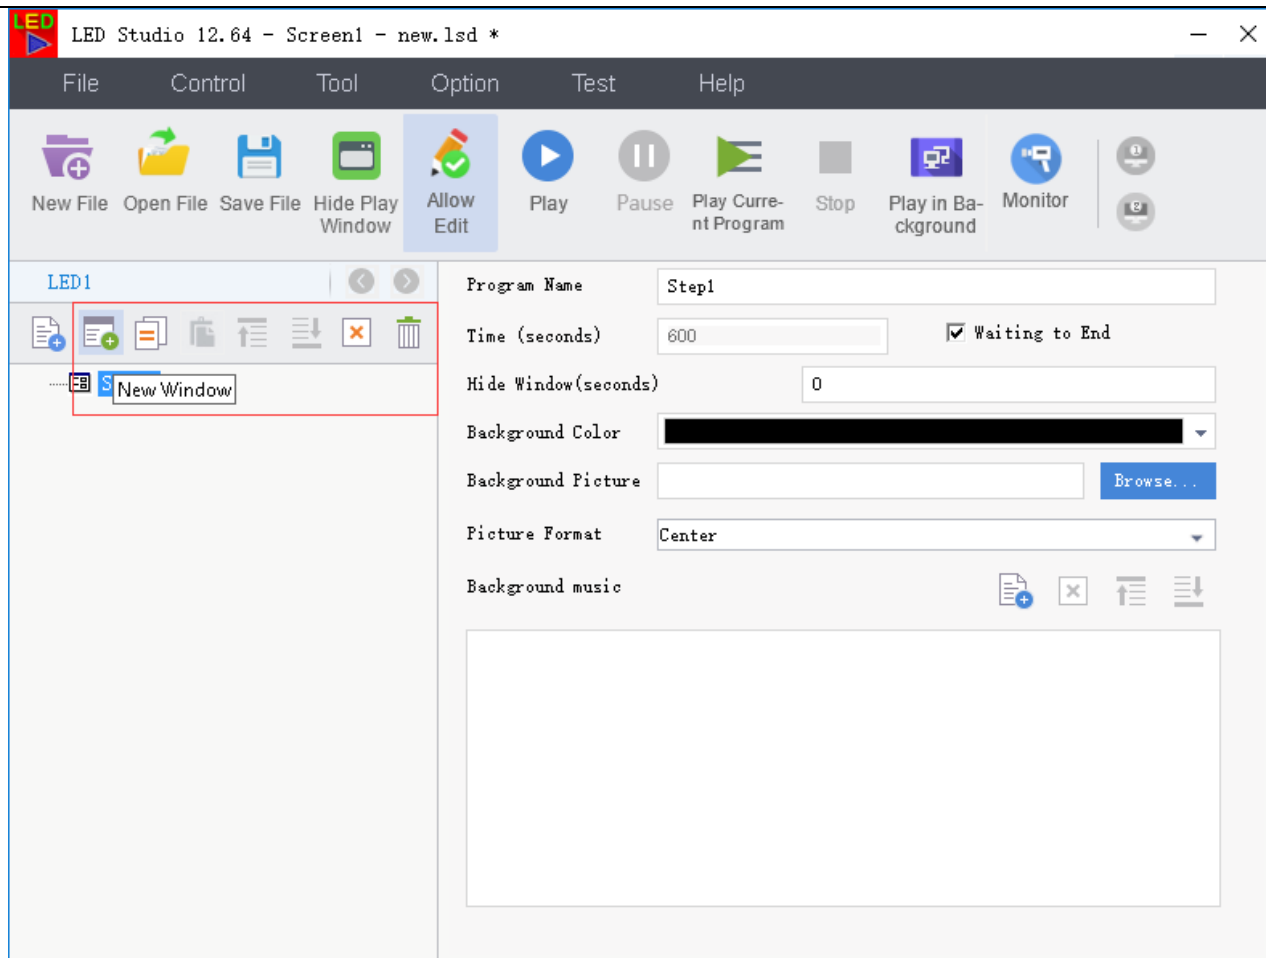 LED
LED Studio 12.64 - Screen1 - new.lsd *
File Control Tool Option Test Help
New File Open File Save File Hide Play Window Allow Edit Play Pause Play Curre-nt Program Stop Play in Ba-ckground Monitor
1
2
LED1
New Window
Program Name Step1
Time (seconds) 600 Waiting to End
Hide Window(seconds) 0
Background Color
Background Picture Browse...
Picture Format Center
Background music